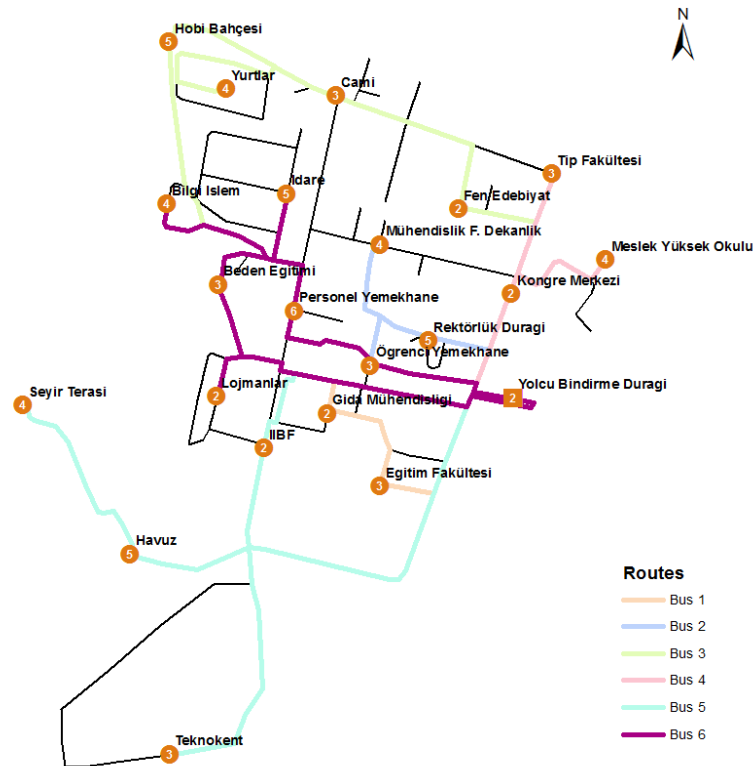 N
Hobi Bahçesi
5
Yurtlar
4
Cami
3
Tip Fakültesi
3
Idare
5
Bilgi Islem
4
Fen Edebiyat
2
Mühendislik F. Dekanlik
4
Meslek Yüksek Okulu
4
Beden Egitimi
3
Kongre Merkezi
2
Personel Yemekhane
6
Rektörlük Duragi
5
Ögrenci Yemekhane
3
Lojmanlar
2
Yolcu Bindirme Duragi
2
Seyir Terasi
4
Gida Mühendisligi
2
IIBF
2
Egitim Fakültesi
3
Havuz
5
Teknokent
3
Routes
Bus 1
Bus 2
Bus 3
Bus 4
Bus 5
Bus 6